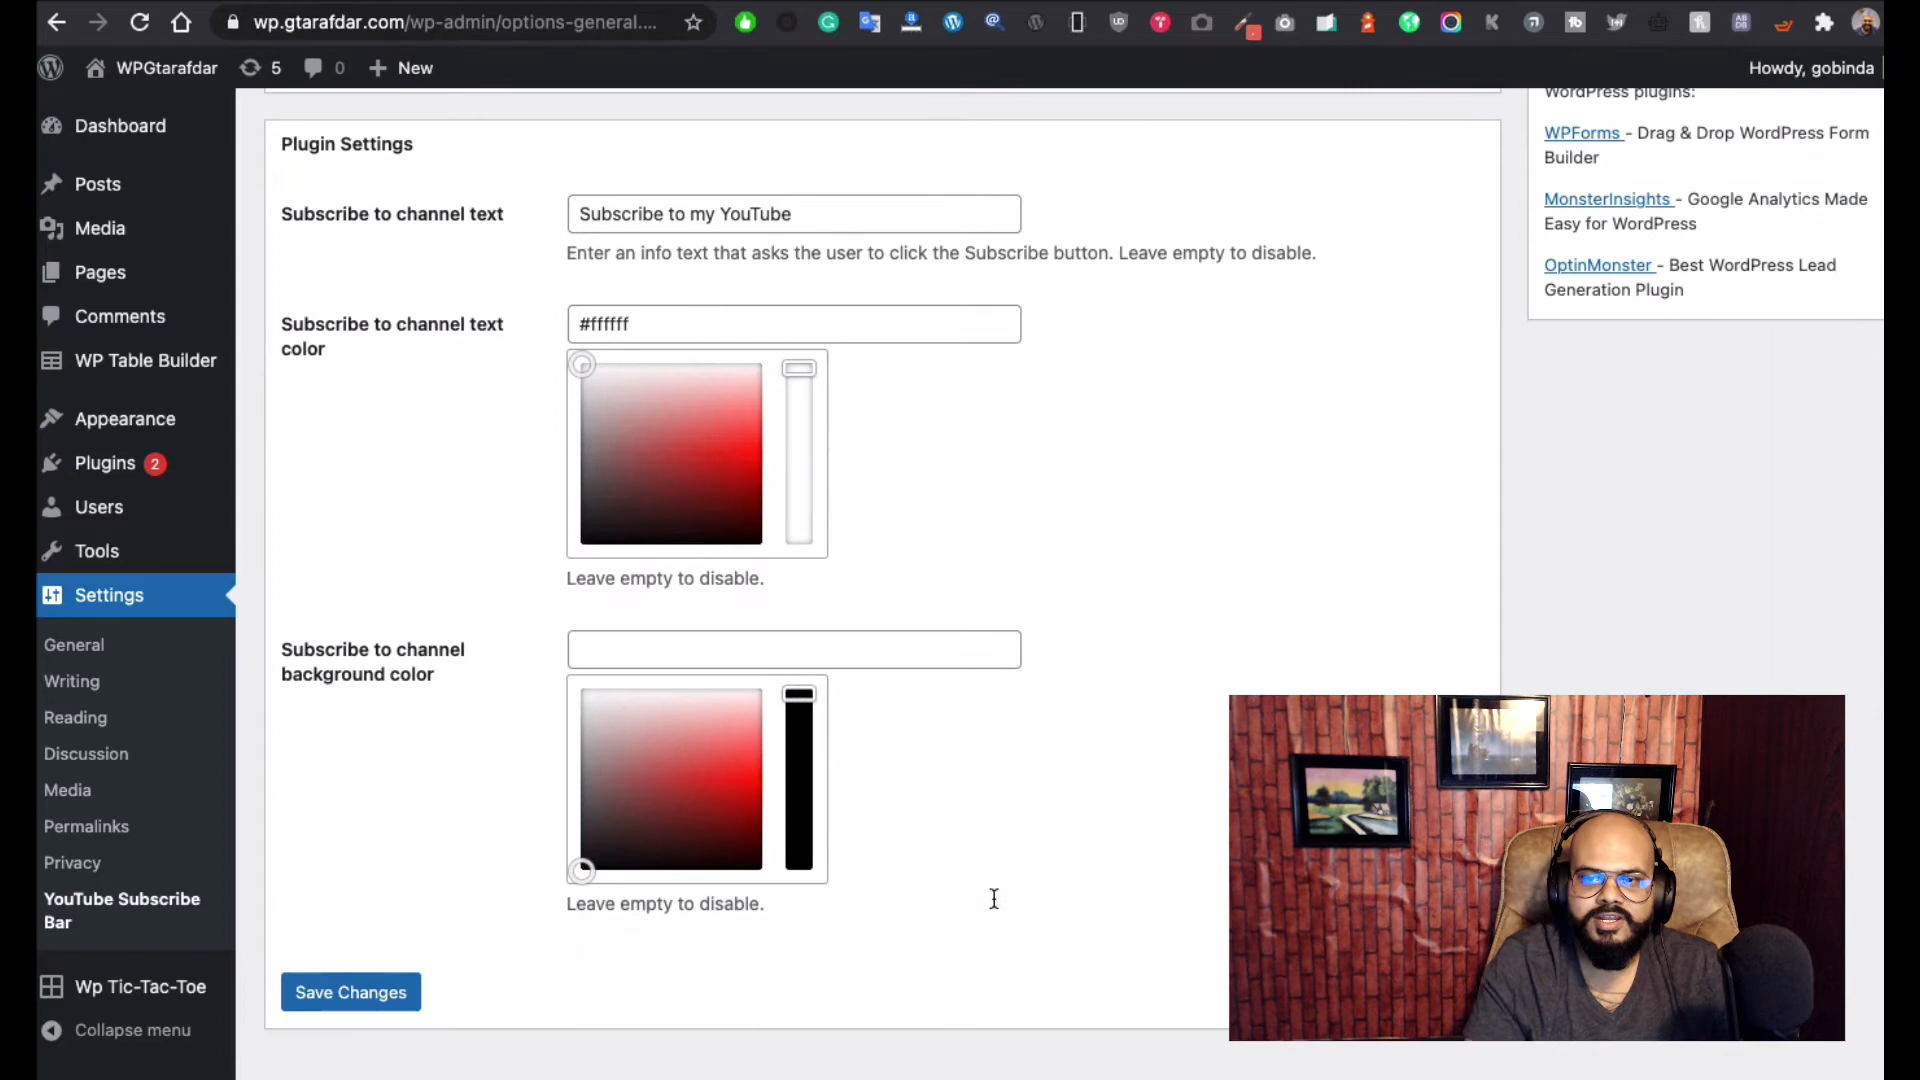 wp.gtarafdar.com/wp-admin/options-general....
WPGtarafdar
5
0
New
Howdy, gobinda
Dashboard
Posts
Media
Pages
Comments
WP Table Builder
Appearance
Plugins 2
Users
Tools
Settings
General
Writing
Reading
Discussion
Media
Permalinks
Privacy
YouTube Subscribe
Bar
Wp Tic-Tac-Toe
Collapse menu
Plugin Settings
Subscribe to channel text
Subscribe to my YouTube
Enter an info text that asks the user to click the Subscribe button. Leave empty to disable.
Subscribe to channel text
color
#ffffff
Leave empty to disable.
Subscribe to channel
background color
Leave empty to disable.
Save Changes
WordPress plugins:
WPForms - Drag & Drop WordPress Form
Builder
MonsterInsights - Google Analytics Made
Easy for WordPress
OptinMonster - Best WordPress Lead
Generation Plugin